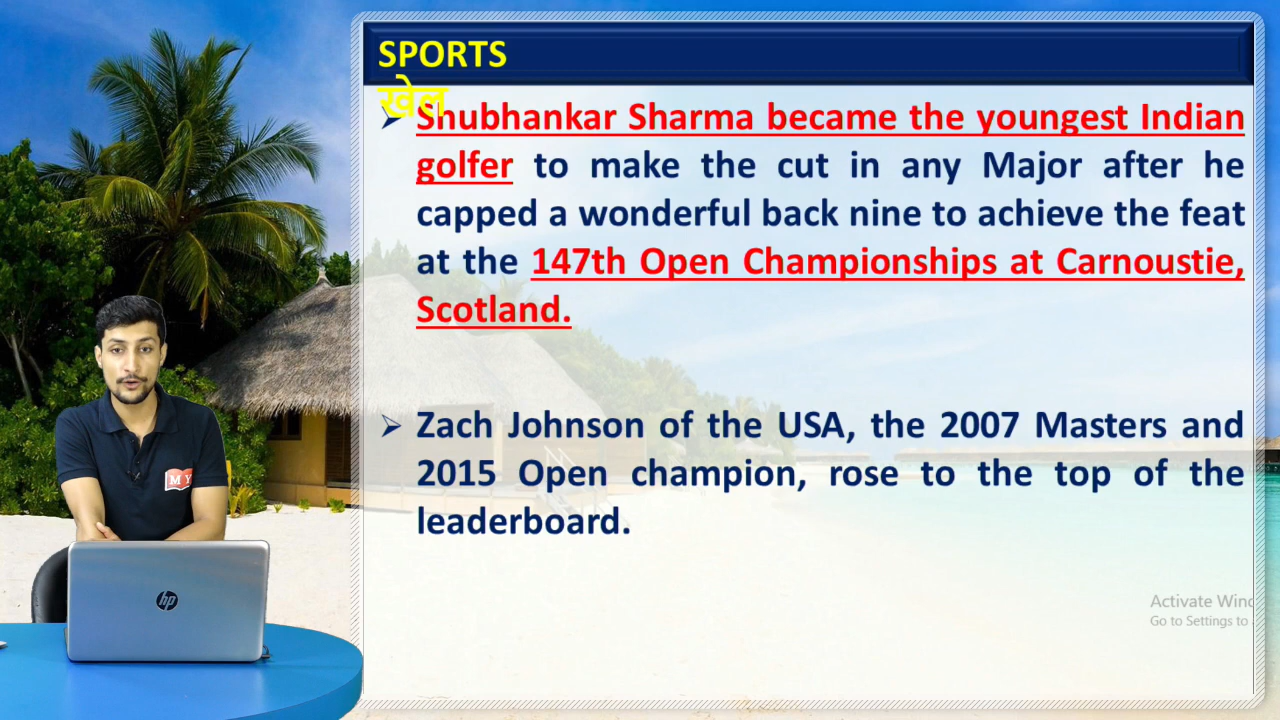 SPORTS
खेल
Shubhankar Sharma became the youngest Indian
golfer to make the cut in any Major after he
capped a wonderful back nine to achieve the feat
at the 147th Open Championships at Carnoustie,
Scotland.
Zach Johnson of the USA, the 2007 Masters and
2015 Open champion, rose to the top of the
leaderboard.
Activate Wind
Go to Settings to
MY
hp